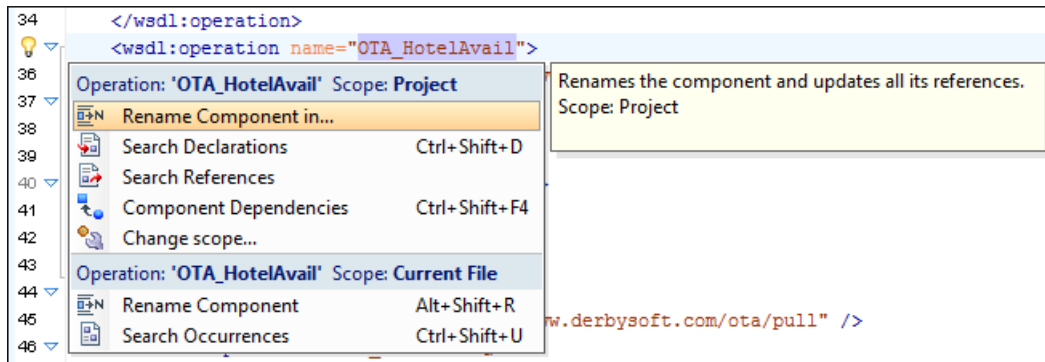 34 </wsdl:operation>
<wsdl:operation name="OTA_HotelAvail">
36
Operation: 'OTA_HotelAvail' Scope: Project
Renames the component and updates all its references.
Scope: Project
37
Rename Component in...
38
Search Declarations Ctrl+Shift+D
39
Search References
40
Component Dependencies Ctrl+Shift+F4
41
Change scope...
42
43
Operation: 'OTA_HotelAvail' Scope: Current File
44
Rename Component Alt+Shift+R
45 w.derbysoft.com/ota/pull" />
Search Occurrences Ctrl+Shift+U
46